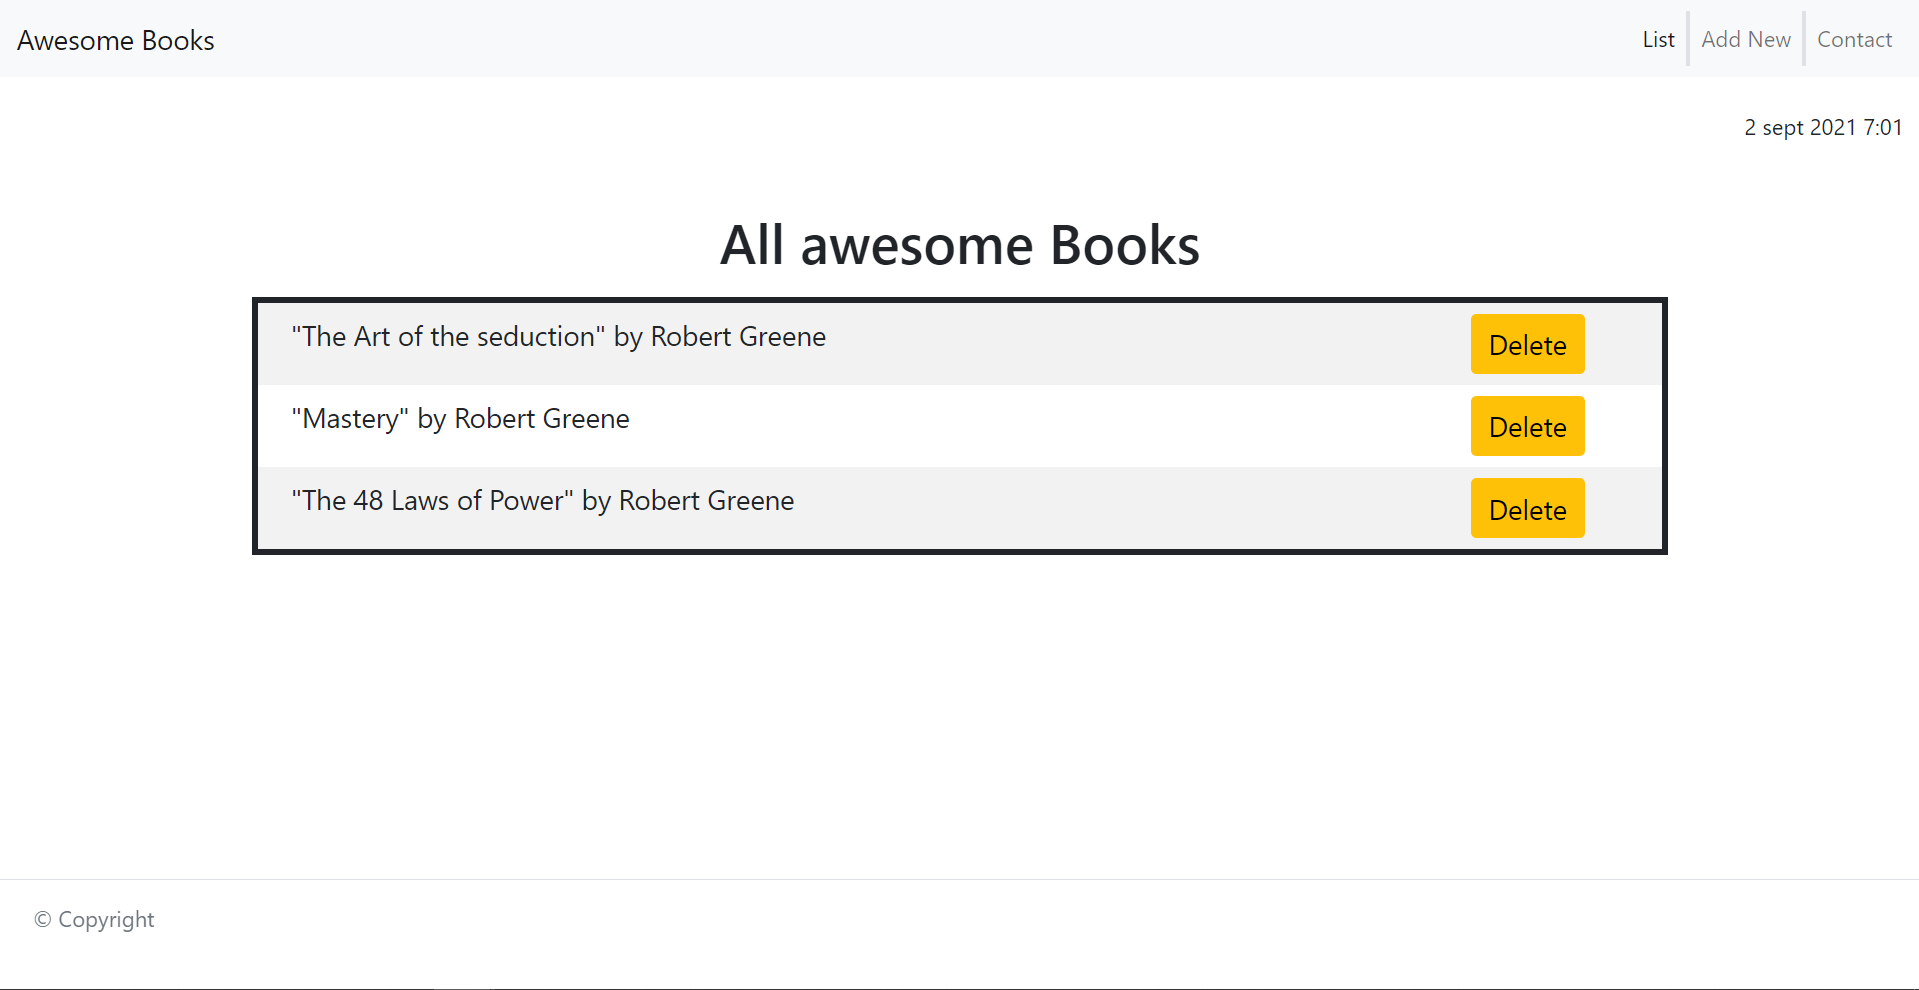 Awesome Books
List
Add New
Contact
2 sept 2021 7:01
All awesome Books
"The Art of the seduction" by Robert Greene
Delete
"Mastery" by Robert Greene
Delete
"The 48 Laws of Power" by Robert Greene
Delete
© Copyright